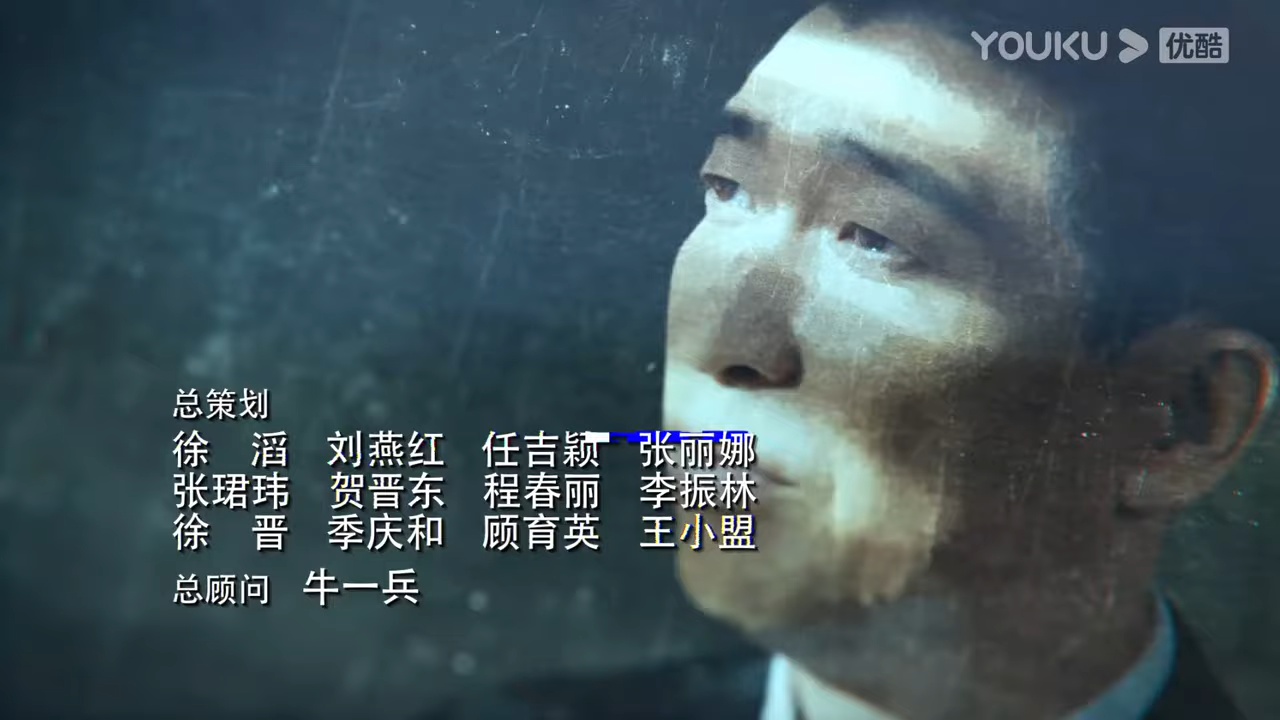 YOUKU 优酷
总策划
徐　滔　刘燕红　任吉颖　张丽娜
张珺玮　贺晋东　程春丽　李振林
徐　晋　季庆和　顾育英　王小盟
总顾问　牛一兵